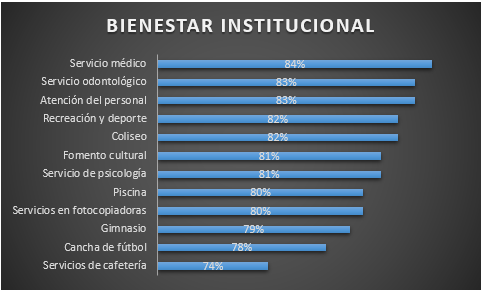 BIENESTAR INSTITUCIONAL
Servicio médico 84%
Servicio odontológico 83%
Atención del personal 83%
Recreación y deporte 82%
Coliseo 82%
Fomento cultural 81%
Servicio de psicología 81%
Piscina 80%
Servicios en fotocopiadoras 80%
Gimnasio 79%
Cancha de fútbol 78%
Servicios de cafetería 74%